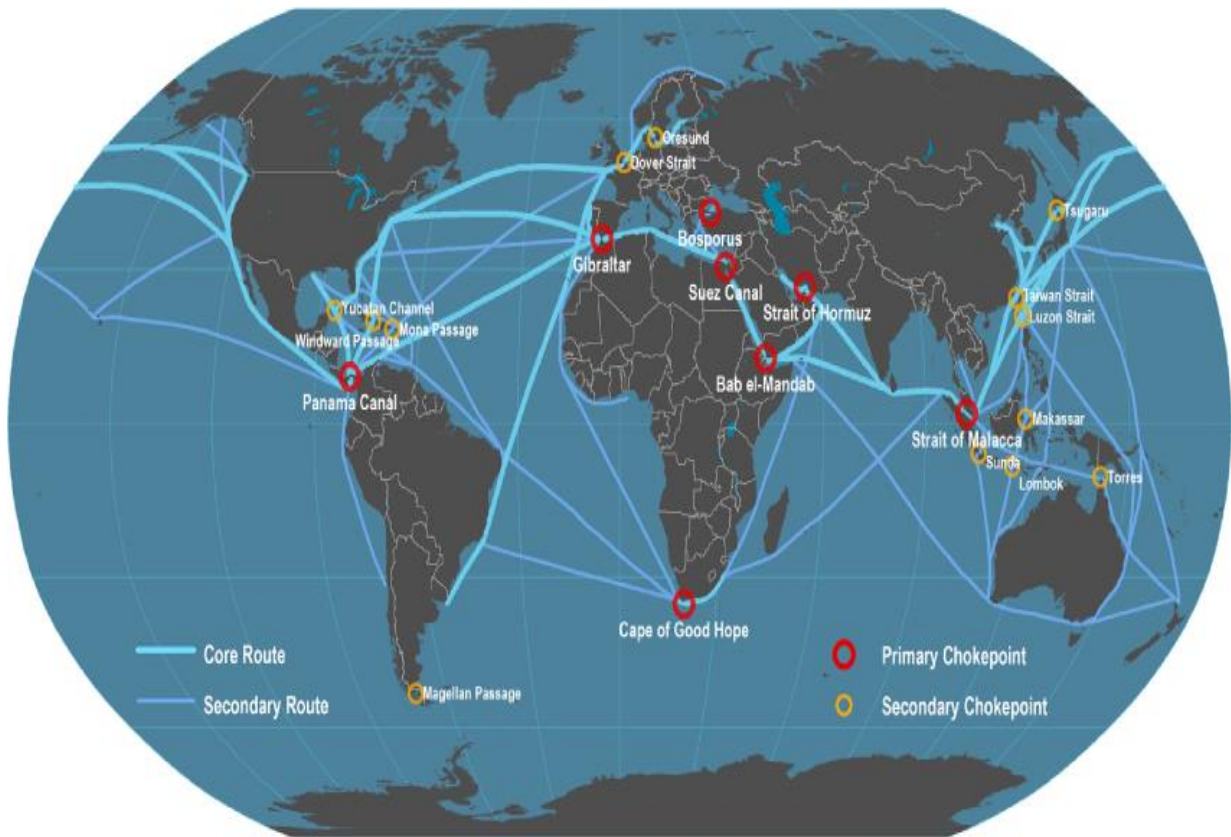 Oresund
Dover Strait
Tsugaru
Bosporus
Gibraltar
Suez Canal
Strait of Hormuz
Taiwan Strait
Luzon Strait
Yucatan Channel
Mona Passage
Windward Passage
Bab el-Mandab
Panama Canal
Makassar
Strait of Malacca
Sunda
Lombok
Torres
Cape of Good Hope
Core Route
Primary Chokepoint
Secondary Route
Magellan Passage
Secondary Chokepoint